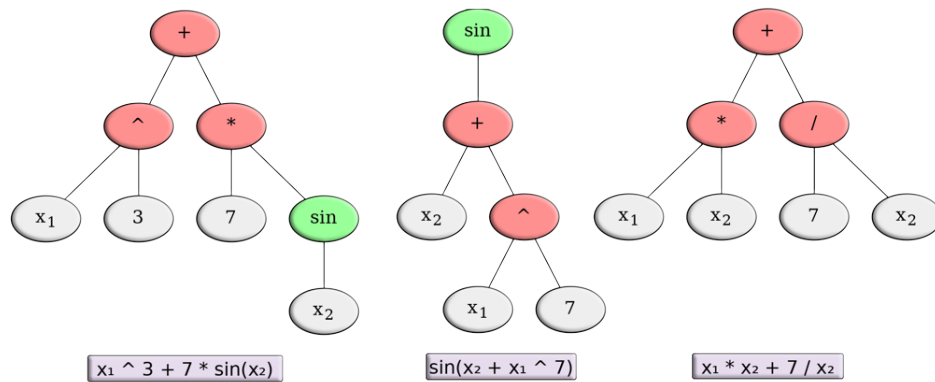 +
^ *
x₁ 3 7 sin
x₂
x₁ ^ 3 + 7 * sin(x₂)
sin
+
x₂ ^
x₁ 7
sin(x₂ + x₁ ^ 7)
+
* /
x₁ x₂ 7 x₂
x₁ * x₂ + 7 / x₂